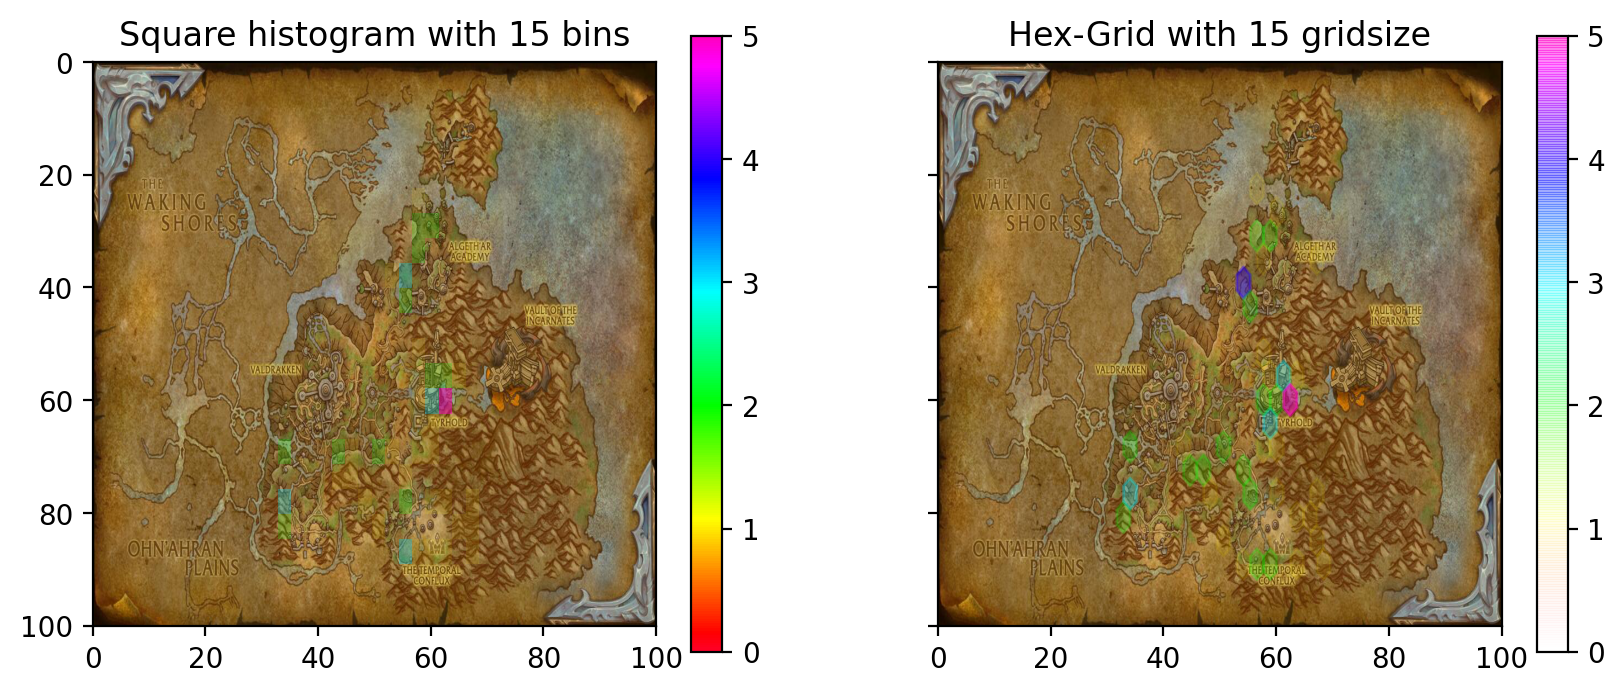 Square histogram with 15 bins
0
20
40
60
80
100
0
20
40
60
80
100
THE
WAKING
SHORES
ALGETH'AR
ACADEMY
VAULT OF THE
INCARNATES
VALDRAKKEN
TYRHOLD
OHN'AHRAN
PLAINS
THE TEMPORAL
CONFLUX
5
4
3
2
1
0
Hex-Grid with 15 gridsize
0
20
40
60
80
100
THE
WAKING
SHORES
ALGETH'AR
ACADEMY
VAULT OF THE
INCARNATES
VALDRAKKEN
TYRHOLD
OHN'AHRAN
PLAINS
THE TEMPORAL
CONFLUX
5
4
3
2
1
0